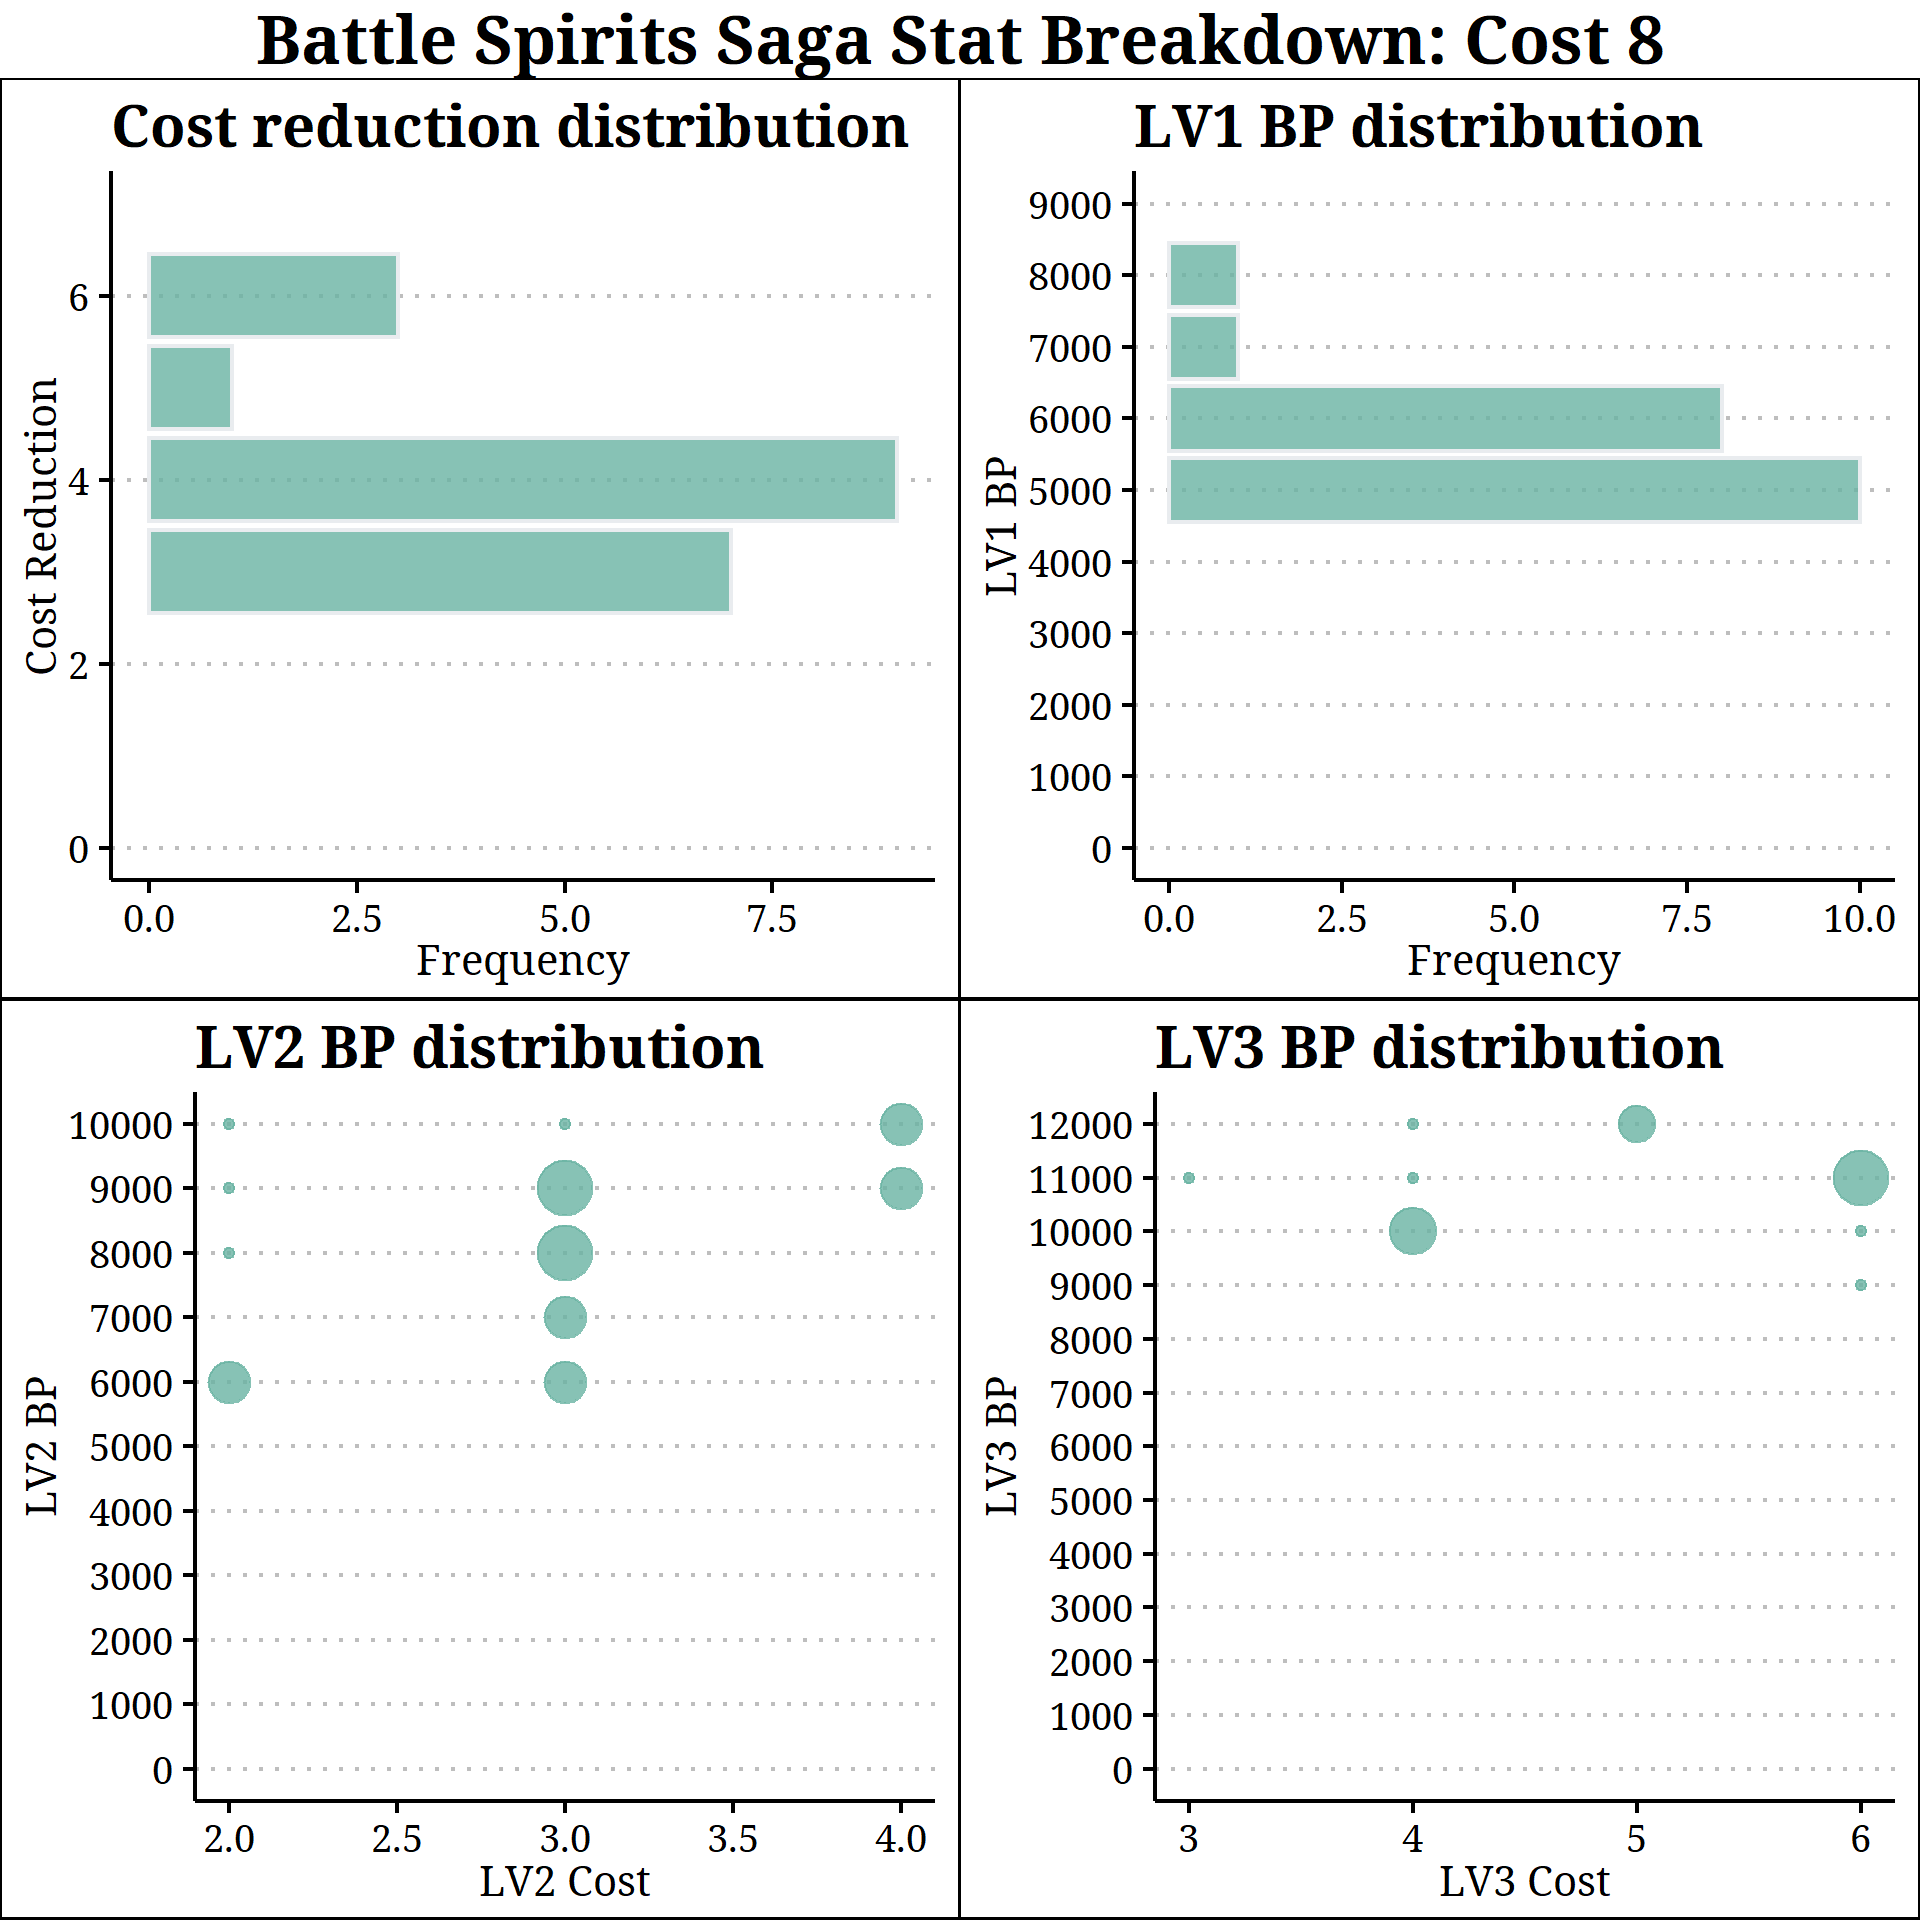 Battle Spirits Saga Stat Breakdown: Cost 8
Cost reduction distribution
Cost Reduction
6
4
2
0
0.0 2.5 5.0 7.5
Frequency
LV1 BP distribution
LV1 BP
9000
8000
7000
6000
5000
4000
3000
2000
1000
0
0.0 2.5 5.0 7.5 10.0
Frequency
LV2 BP distribution
LV2 BP
10000
9000
8000
7000
6000
5000
4000
3000
2000
1000
0
2.0 2.5 3.0 3.5 4.0
LV2 Cost
LV3 BP distribution
LV3 BP
12000
11000
10000
9000
8000
7000
6000
5000
4000
3000
2000
1000
0
3 4 5 6
LV3 Cost